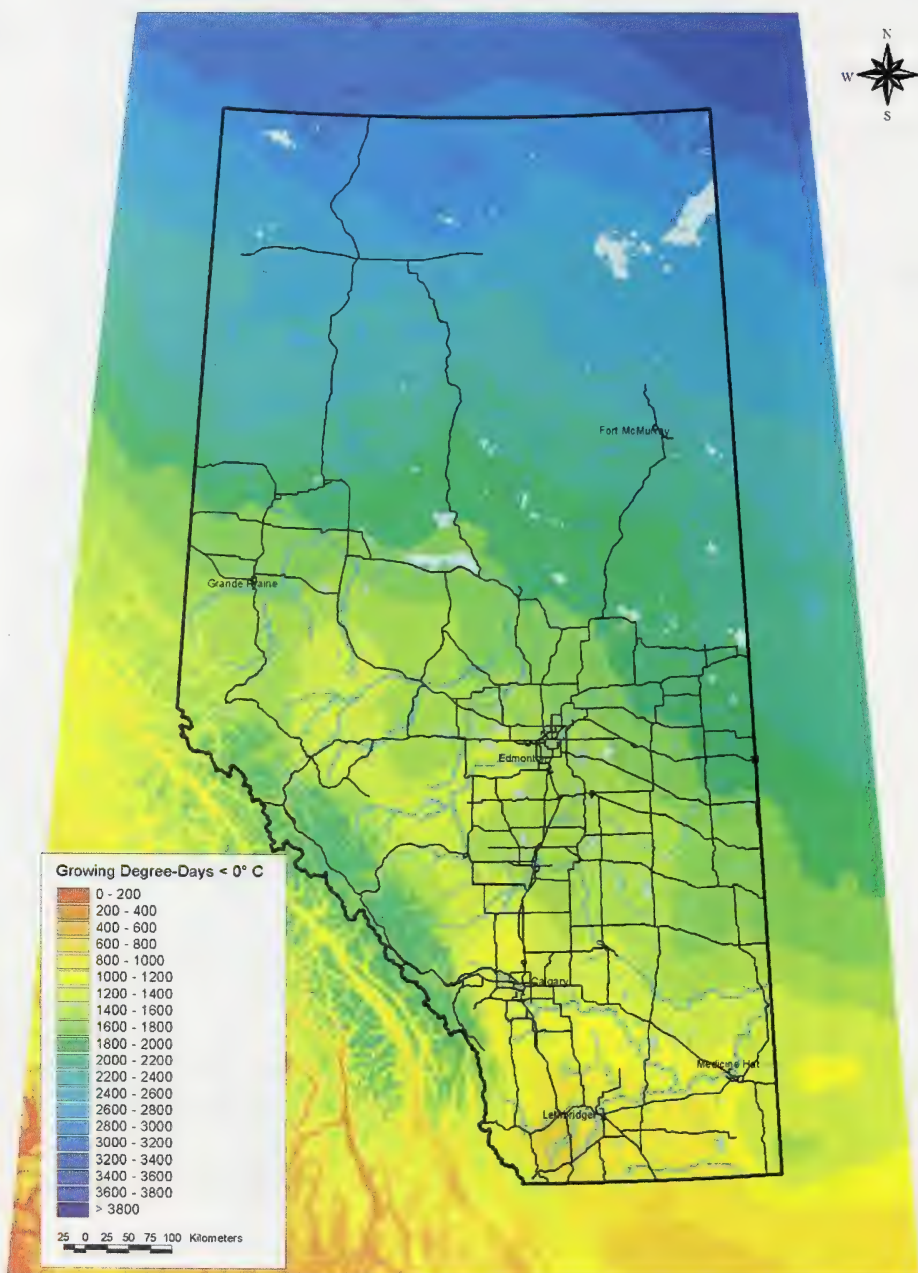 N
W
S
Fort McMurray
Grande Prairie
Edmonton
Calgary
Medicine Hat
Lethbridge
Growing Degree-Days < 0° C
0 - 200
200 - 400
400 - 600
600 - 800
800 - 1000
1000 - 1200
1200 - 1400
1400 - 1600
1600 - 1800
1800 - 2000
2000 - 2200
2200 - 2400
2400 - 2600
2600 - 2800
2800 - 3000
3000 - 3200
3200 - 3400
3400 - 3600
3600 - 3800
> 3800
25 0 25 50 75 100 Kilometers